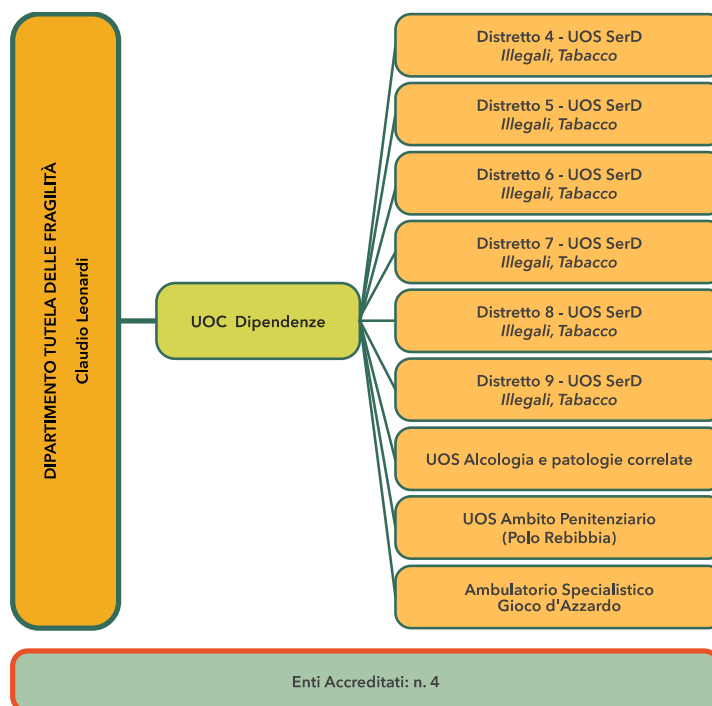 DIPARTIMENTO TUTELA DELLE FRAGILITÀ
Claudio Leonardi
UOC Dipendenze
Distretto 4 - UOS SerD
Illegali, Tabacco
Distretto 5 - UOS SerD
Illegali, Tabacco
Distretto 6 - UOS SerD
Illegali, Tabacco
Distretto 7 - UOS SerD
Illegali, Tabacco
Distretto 8 - UOS SerD
Illegali, Tabacco
Distretto 9 - UOS SerD
Illegali, Tabacco
UOS Alcologia e patologie correlate
UOS Ambito Penitenziario
(Polo Rebibbia)
Ambulatorio Specialistico
Gioco d'Azzardo
Enti Accreditati: n. 4